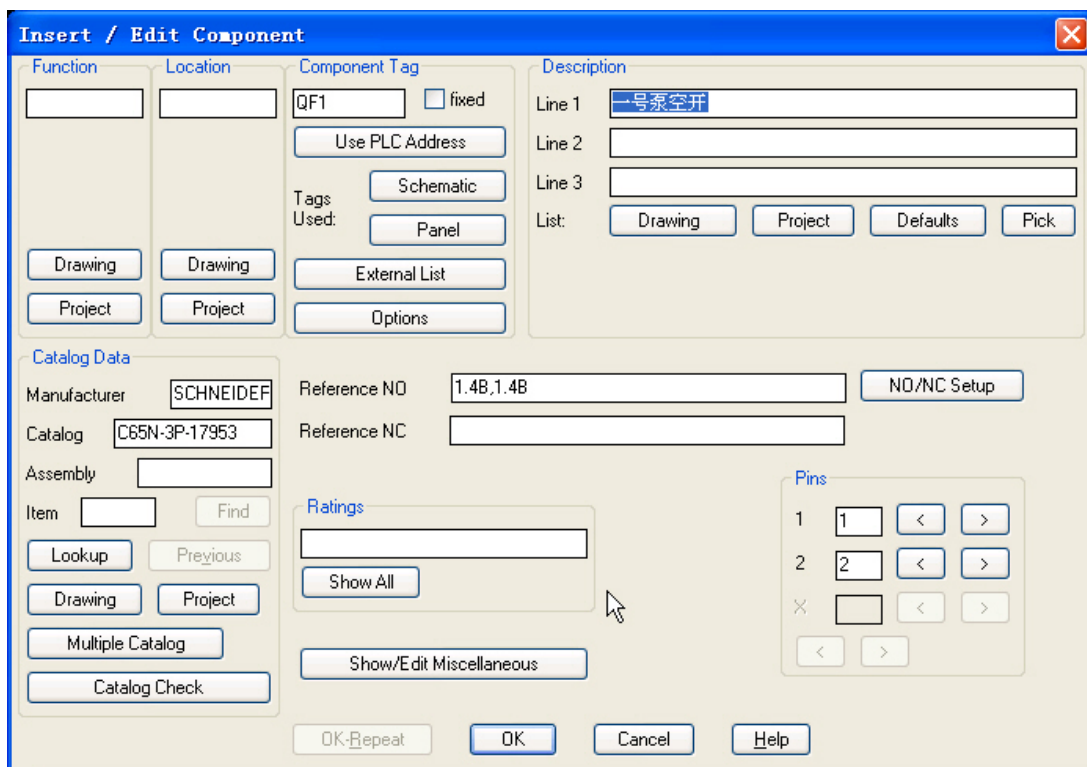 Insert / Edit Component
Function
Location
Component Tag
Description
QF1
fixed
Line 1
一号泵空开
Use PLC Address
Line 2
Tags Used:
Schematic
Line 3
Panel
List:
Drawing
Project
Defaults
Pick
Drawing
Drawing
External List
Project
Project
Options
Catalog Data
Manufacturer
SCHNEIDEF
Reference NO
1.4B,1.4B
NO/NC Setup
Catalog
C65N-3P-17953
Reference NC
Assembly
Item
Find
Ratings
Pins
1
1
<
>
Lookup
Previous
Show All
2
2
<
>
Drawing
Project
X
<
>
Multiple Catalog
Show/Edit Miscellaneous
<
>
Catalog Check
OK-Repeat
OK
Cancel
Help